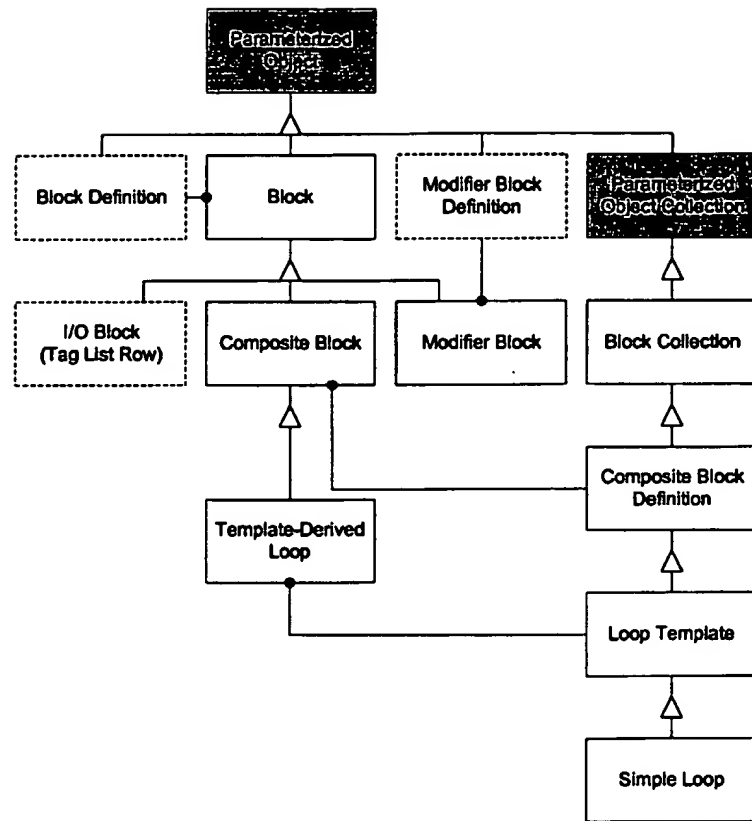 Parameterized
Object
Block Definition
Block
Modifier Block
Definition
Parameterized
Object Collection
I/O Block
(Tag List Row)
Composite Block
Modifier Block
Block Collection
Composite Block
Definition
Template-Derived
Loop
Loop Template
Simple Loop